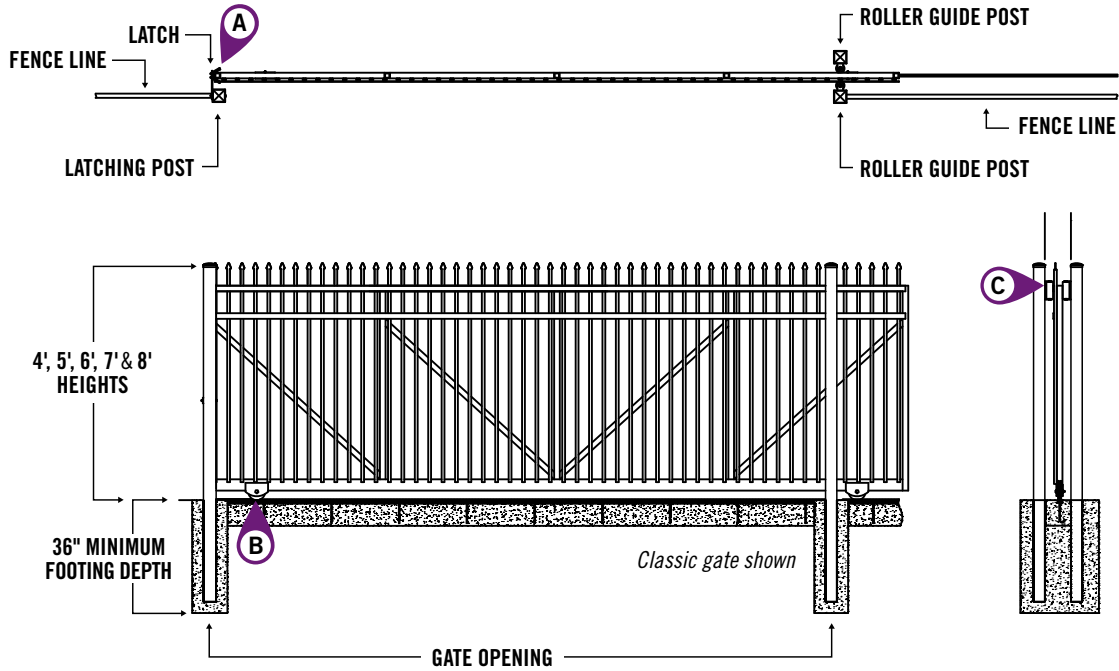 A
LATCH
FENCE LINE
LATCHING POST
ROLLER GUIDE POST
FENCE LINE
ROLLER GUIDE POST
C
4', 5', 6', 7' & 8'
HEIGHTS
B
36" MINIMUM
FOOTING DEPTH
Classic gate shown
GATE OPENING